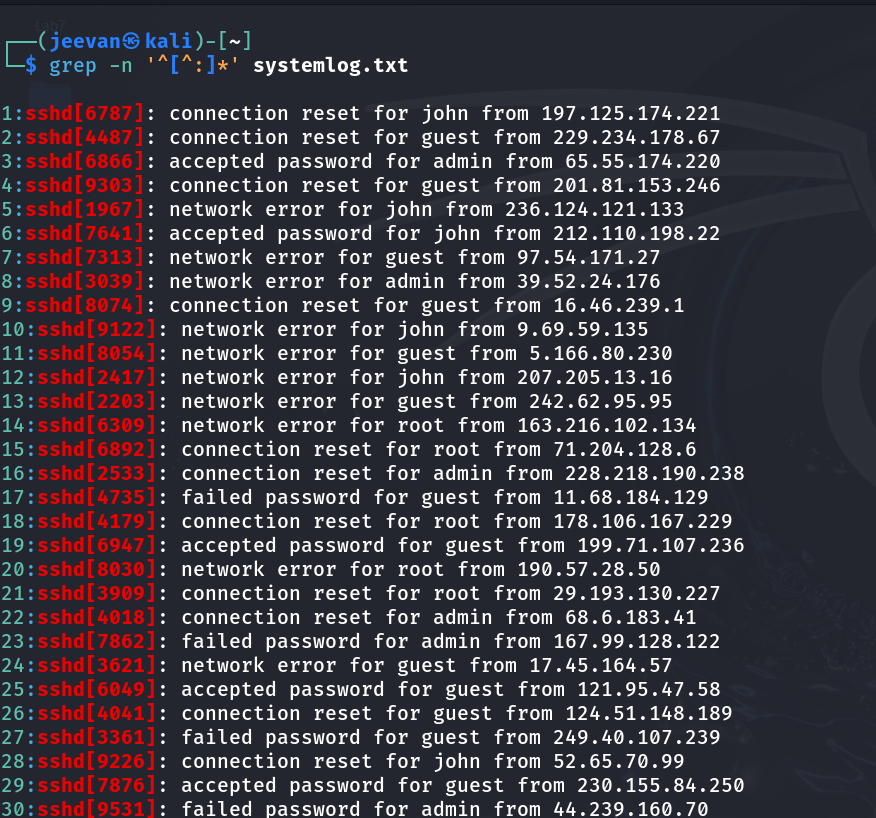 ┌──(jeevan㉿kali)-[~]
└─$ grep -n '^[^:]*' systemlog.txt
1:sshd[6787]: connection reset for john from 197.125.174.221
2:sshd[4487]: connection reset for guest from 229.234.178.67
3:sshd[6866]: accepted password for admin from 65.55.174.220
4:sshd[9303]: connection reset for guest from 201.81.153.246
5:sshd[1967]: network error for john from 236.124.121.133
6:sshd[7641]: accepted password for john from 212.110.198.22
7:sshd[7313]: network error for guest from 97.54.171.27
8:sshd[3039]: network error for admin from 39.52.24.176
9:sshd[8074]: connection reset for guest from 16.46.239.1
10:sshd[9122]: network error for john from 9.69.59.135
11:sshd[8054]: network error for guest from 5.166.80.230
12:sshd[2417]: network error for john from 207.205.13.16
13:sshd[2203]: network error for guest from 242.62.95.95
14:sshd[6309]: network error for root from 163.216.102.134
15:sshd[6892]: connection reset for root from 71.204.128.6
16:sshd[2533]: connection reset for admin from 228.218.190.238
17:sshd[4735]: failed password for guest from 11.68.184.129
18:sshd[4179]: connection reset for root from 178.106.167.229
19:sshd[6947]: accepted password for guest from 199.71.107.236
20:sshd[8030]: network error for root from 190.57.28.50
21:sshd[3909]: connection reset for root from 29.193.130.227
22:sshd[4018]: connection reset for admin from 68.6.183.41
23:sshd[7862]: failed password for admin from 167.99.128.122
24:sshd[3621]: network error for guest from 17.45.164.57
25:sshd[6049]: accepted password for guest from 121.95.47.58
26:sshd[4041]: connection reset for guest from 124.51.148.189
27:sshd[3361]: failed password for guest from 249.40.107.239
28:sshd[9226]: connection reset for john from 52.65.70.99
29:sshd[7876]: accepted password for guest from 230.155.84.250
30:sshd[9531]: failed password for admin from 44.239.160.70